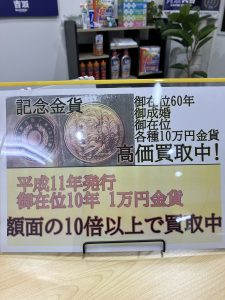 記念金貨
御在位60年
御成婚
御在位
各種10万円金貨
高価買取中!
平成11年発行
御在位10年 1万円金貨
額面の10倍以上で買取中